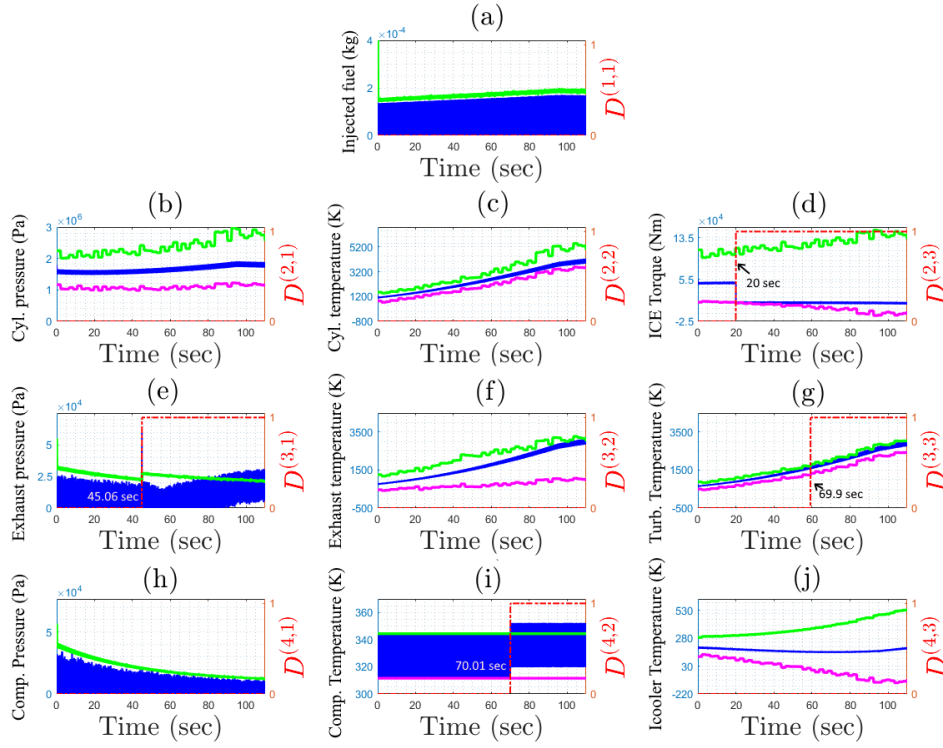 (a)
×10⁻⁴
Injected fuel (kg)
4
2
0
1
0
D^(1,1)
0 20 40 60 80 100
Time (sec)
(b) (c) (d)
×10⁶
Cyl. pressure (Pa)
3
2
1
0
1
0
D^(2,1)
0 20 40 60 80 100
Time (sec)
Cyl. temperature (K)
5200
3200
1200
-800
1
0
D^(2,2)
0 20 40 60 80 100
Time (sec)
×10⁴
ICE Torque (Nm)
13.5
5.5
-2.5
20 sec
1
0
D^(2,3)
0 20 40 60 80 100
Time (sec)
(e) (f) (g)
×10⁴
Exhaust pressure (Pa)
5
2.5
0
45.06 sec
1
0
D^(3,1)
0 20 40 60 80 100
Time (sec)
Exhaust temperature (K)
3500
1500
-500
1
0
D^(3,2)
0 20 40 60 80 100
Time (sec)
Turb. Temperature (K)
3500
1500
-500
69.9 sec
1
0
D^(3,3)
0 20 40 60 80 100
Time (sec)
(h) (i) (j)
×10⁴
Comp. Pressure (Pa)
5
0
1
0
D^(4,1)
0 20 40 60 80 100
Time (sec)
Comp. Temperature (K)
360
340
320
300
70.01 sec
1
0
D^(4,2)
0 20 40 60 80 100
Time (sec)
Icooler Temperature (K)
530
280
30
-220
1
0
D^(4,3)
0 20 40 60 80 100
Time (sec)